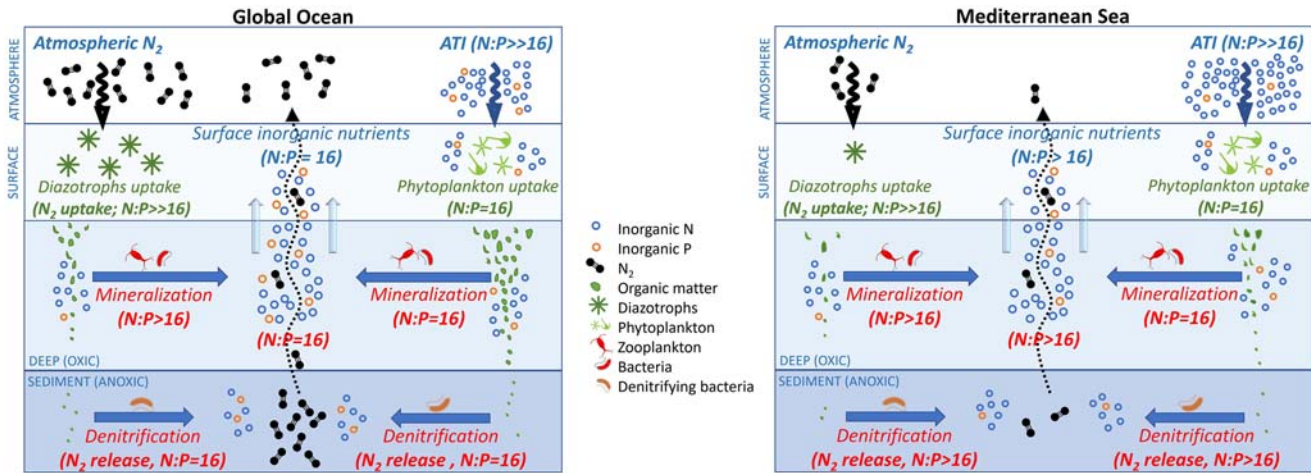 Global Ocean
ATMOSPHERE
Atmospheric N₂
ATI (N:P>>16)
SURFACE
Surface inorganic nutrients
(N:P = 16)
Diazotrophs uptake
(N₂ uptake; N:P>>16)
Phytoplankton uptake
(N:P=16)
Mineralization
(N:P>16)
Mineralization
(N:P=16)
(N:P=16)
DEEP (OXIC)
SEDIMENT (ANOXIC)
Denitrification
(N₂ release, N:P=16)
Denitrification
(N₂ release , N:P=16)
Inorganic N
Inorganic P
N₂
Organic matter
Diazotrophs
Phytoplankton
Zooplankton
Bacteria
Denitrifying bacteria
Mediterranean Sea
ATMOSPHERE
Atmospheric N₂
ATI (N:P>>16)
SURFACE
Surface inorganic nutrients
(N:P > 16)
Diazotrophs uptake
(N₂ uptake; N:P>>16)
Phytoplankton uptake
(N:P=16)
Mineralization
(N:P>16)
Mineralization
(N:P=16)
(N:P>16)
DEEP (OXIC)
SEDIMENT (ANOXIC)
Denitrification
(N₂ release, N:P>16)
Denitrification
(N₂ release, N:P>16)